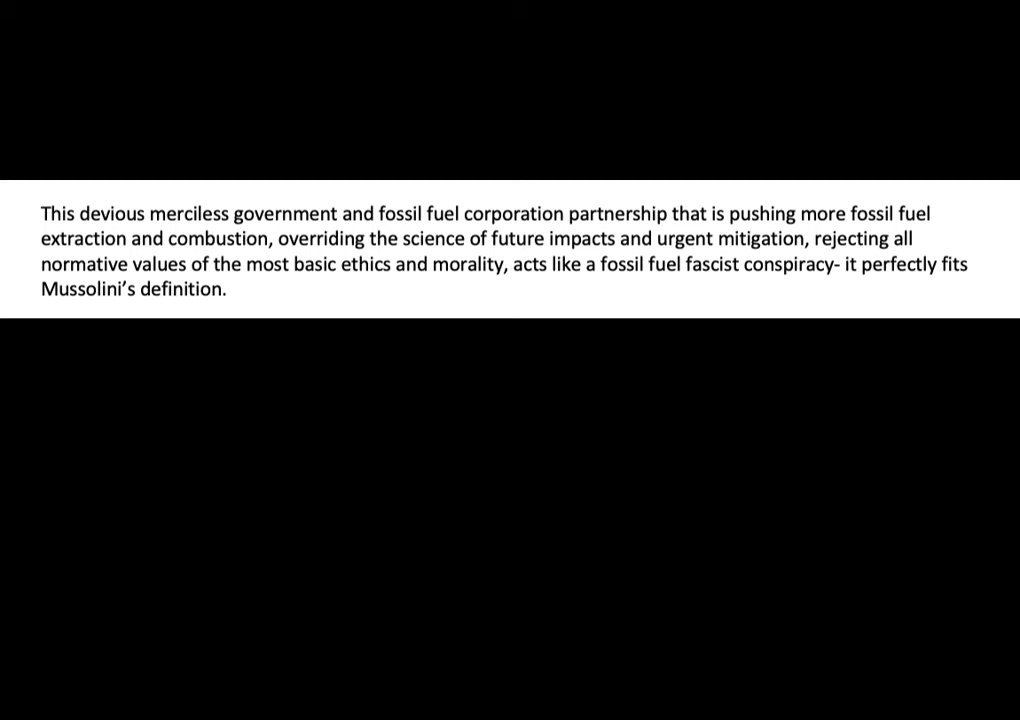 This devious merciless government and fossil fuel corporation partnership that is pushing more fossil fuel
extraction and combustion, overriding the science of future impacts and urgent mitigation, rejecting all
normative values of the most basic ethics and morality, acts like a fossil fuel fascist conspiracy- it perfectly fits
Mussolini’s definition.